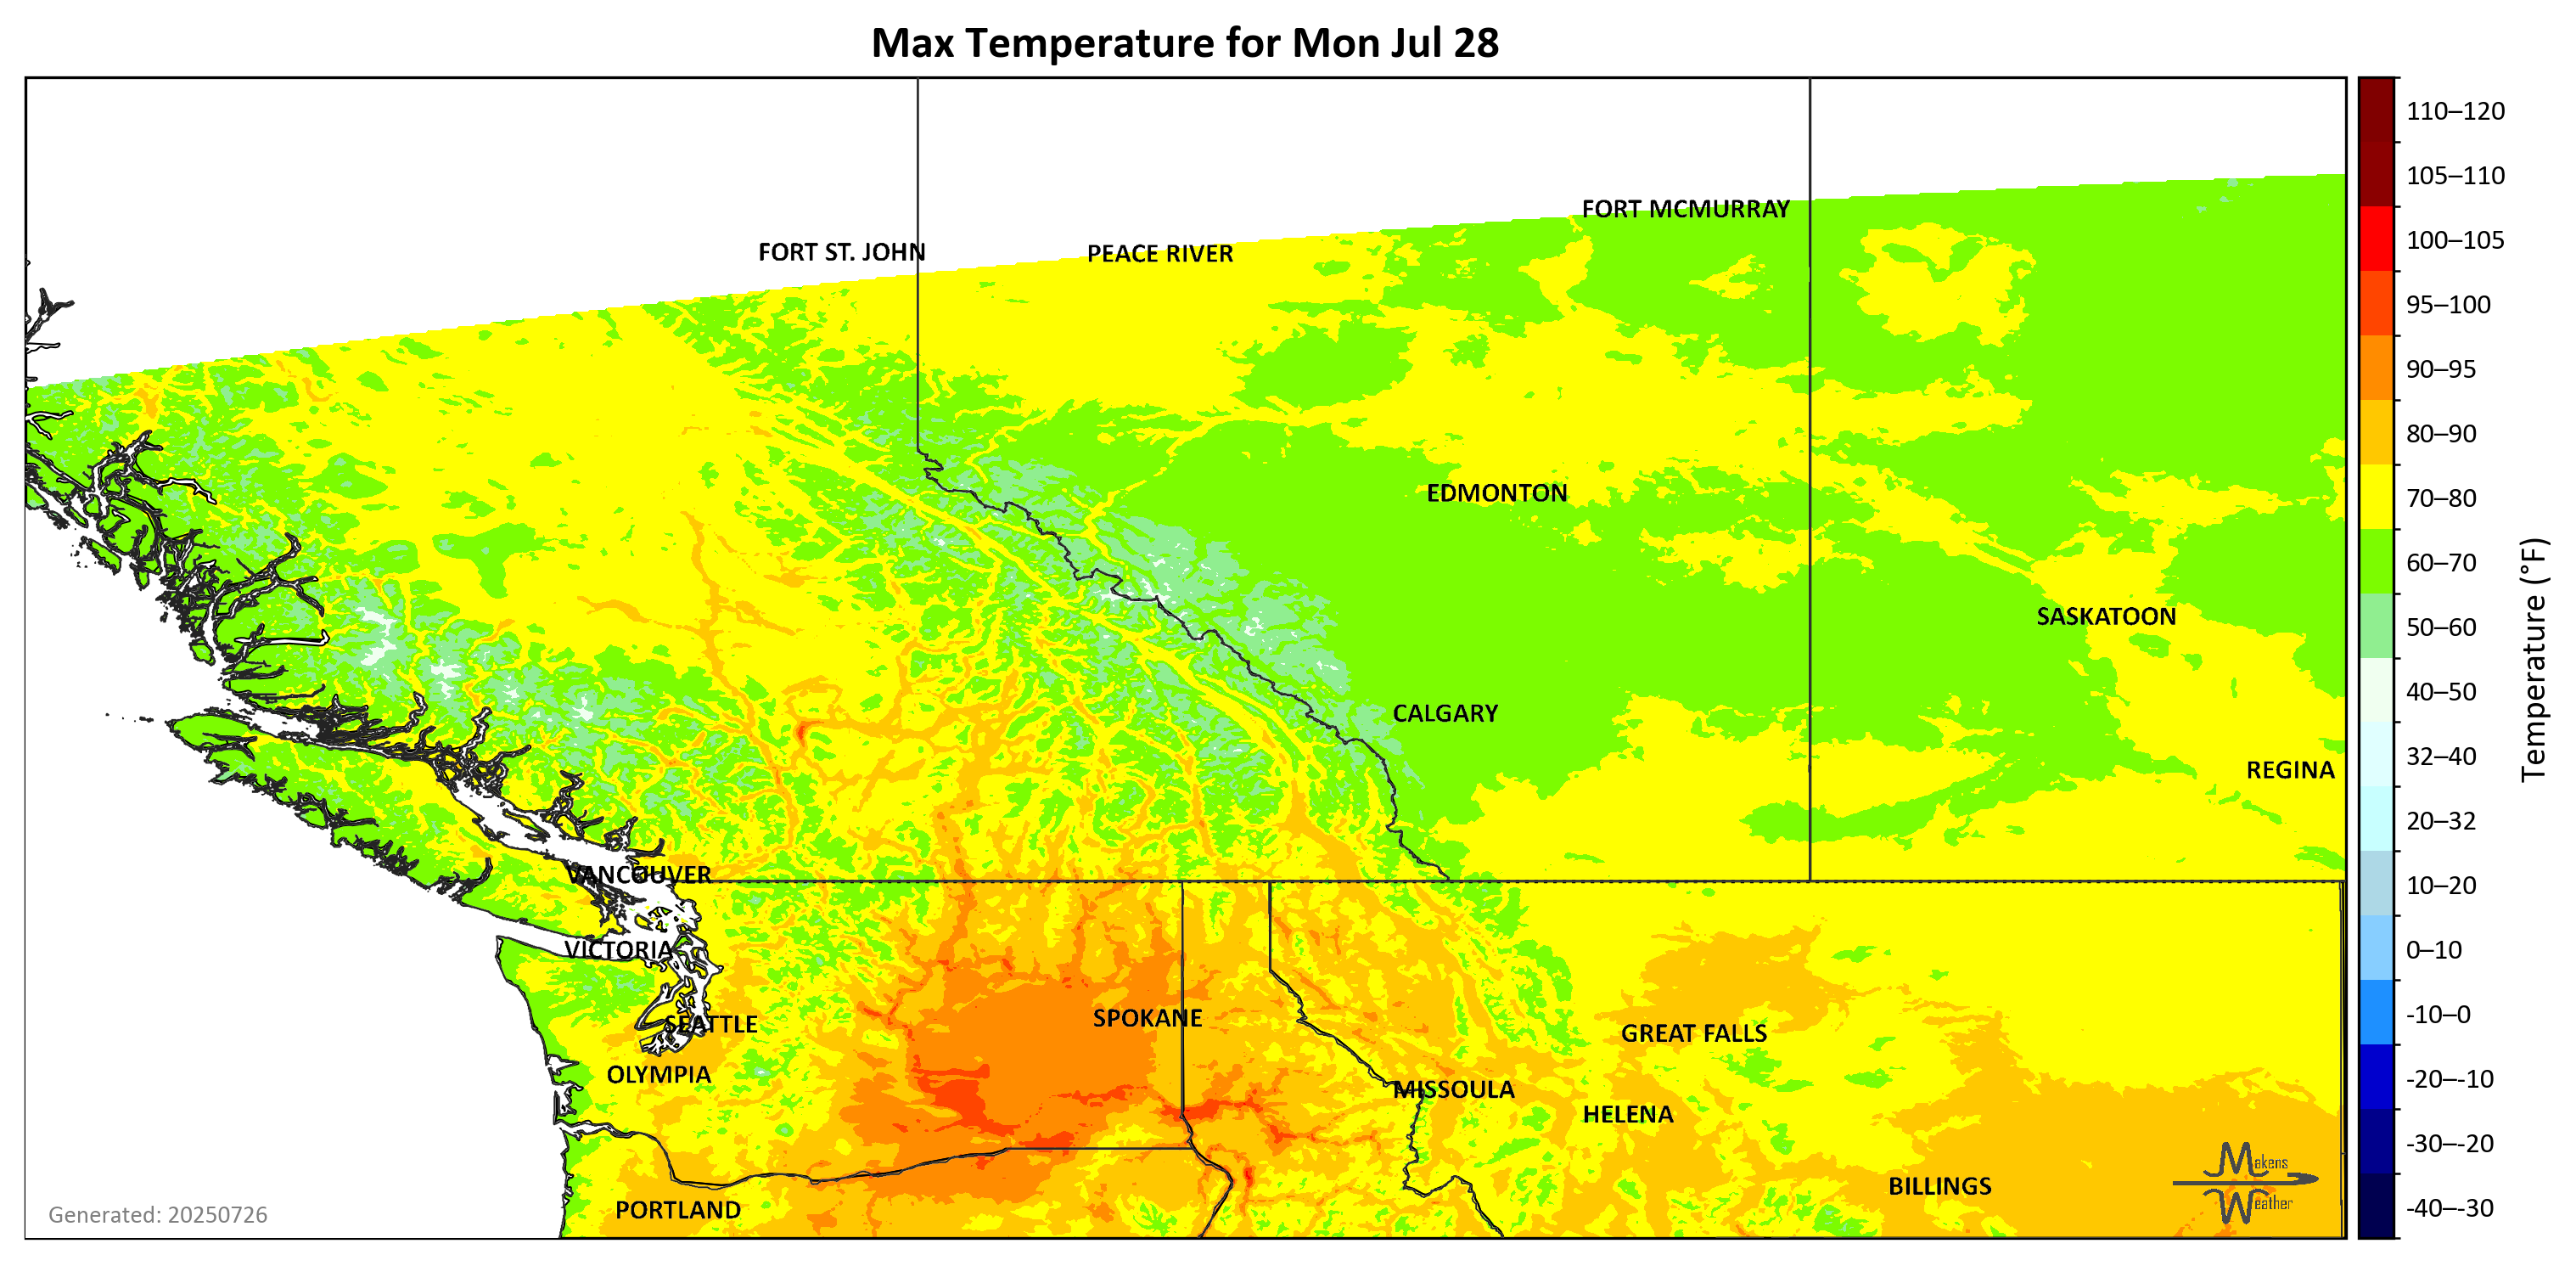 Max Temperature for Mon Jul 28
FORT MCMURRAY
FORT ST. JOHN
PEACE RIVER
EDMONTON
SASKATOON
CALGARY
REGINA
VANCOUVER
VICTORIA
SEATTLE
SPOKANE
GREAT FALLS
OLYMPIA
MISSOULA
HELENA
BILLINGS
PORTLAND
Makens
Weather
Generated: 20250726
110–120
105–110
100–105
95–100
90–95
80–90
70–80
60–70
50–60
40–50
32–40
20–32
10–20
0–10
-10–0
-20–-10
-30–-20
-40–-30
Temperature (°F)